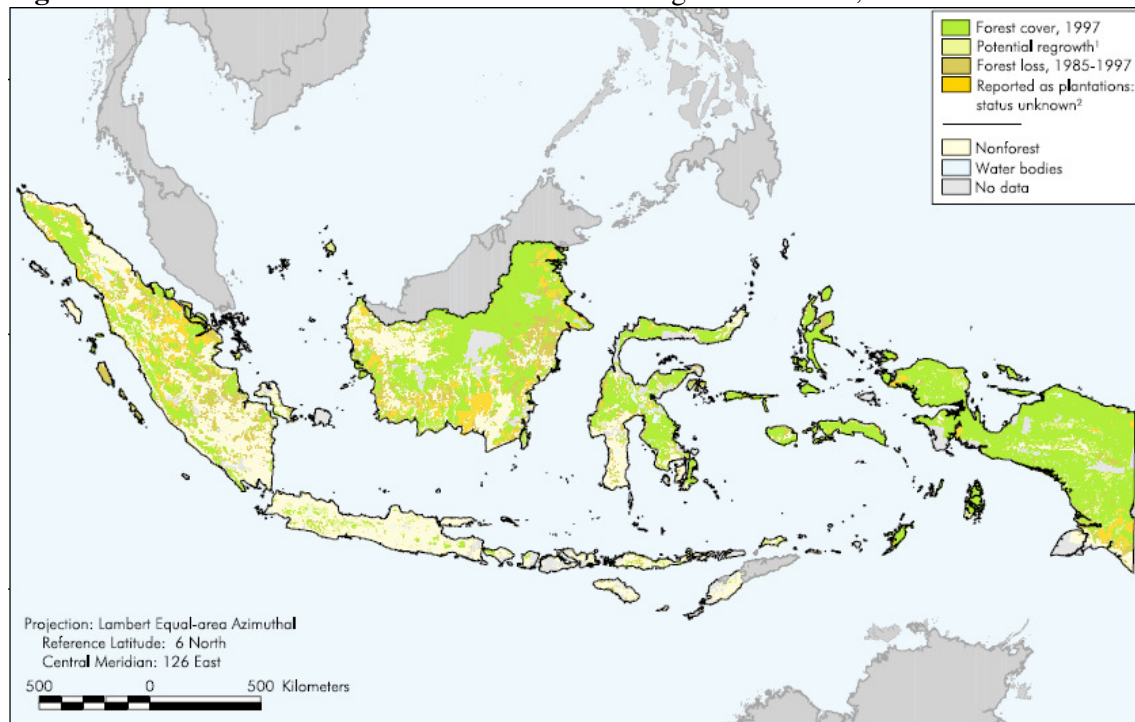 Forest cover, 1997
Potential regrowth¹
Forest loss, 1985-1997
Reported as plantations:
status unknown²
Nonforest
Water bodies
No data
Projection: Lambert Equal-area Azimuthal
Reference Latitude: 6 North
Central Meridian: 126 East
500 0 500 Kilometers